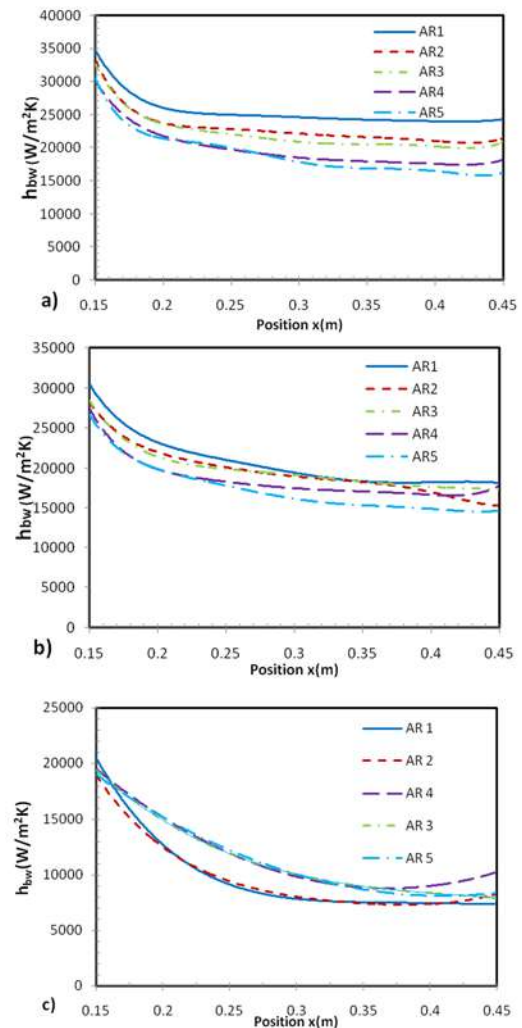 40000
35000
30000
25000
20000
15000
10000
5000
0
h_bw (W/m²K)
AR1
AR2
AR3
AR4
AR5
0.15 0.2 0.25 0.3 0.35 0.4 0.45
a)
Position x(m)
35000
30000
25000
20000
15000
10000
5000
0
h_bw (W/m²K)
AR1
AR2
AR3
AR4
AR5
0.15 0.2 0.25 0.3 0.35 0.4 0.45
b)
Position x(m)
25000
20000
15000
10000
5000
0
h_bw (W/m²K)
AR 1
AR 2
AR 4
AR 3
AR 5
0.15 0.2 0.25 0.3 0.35 0.4 0.45
c)
Position x(m)